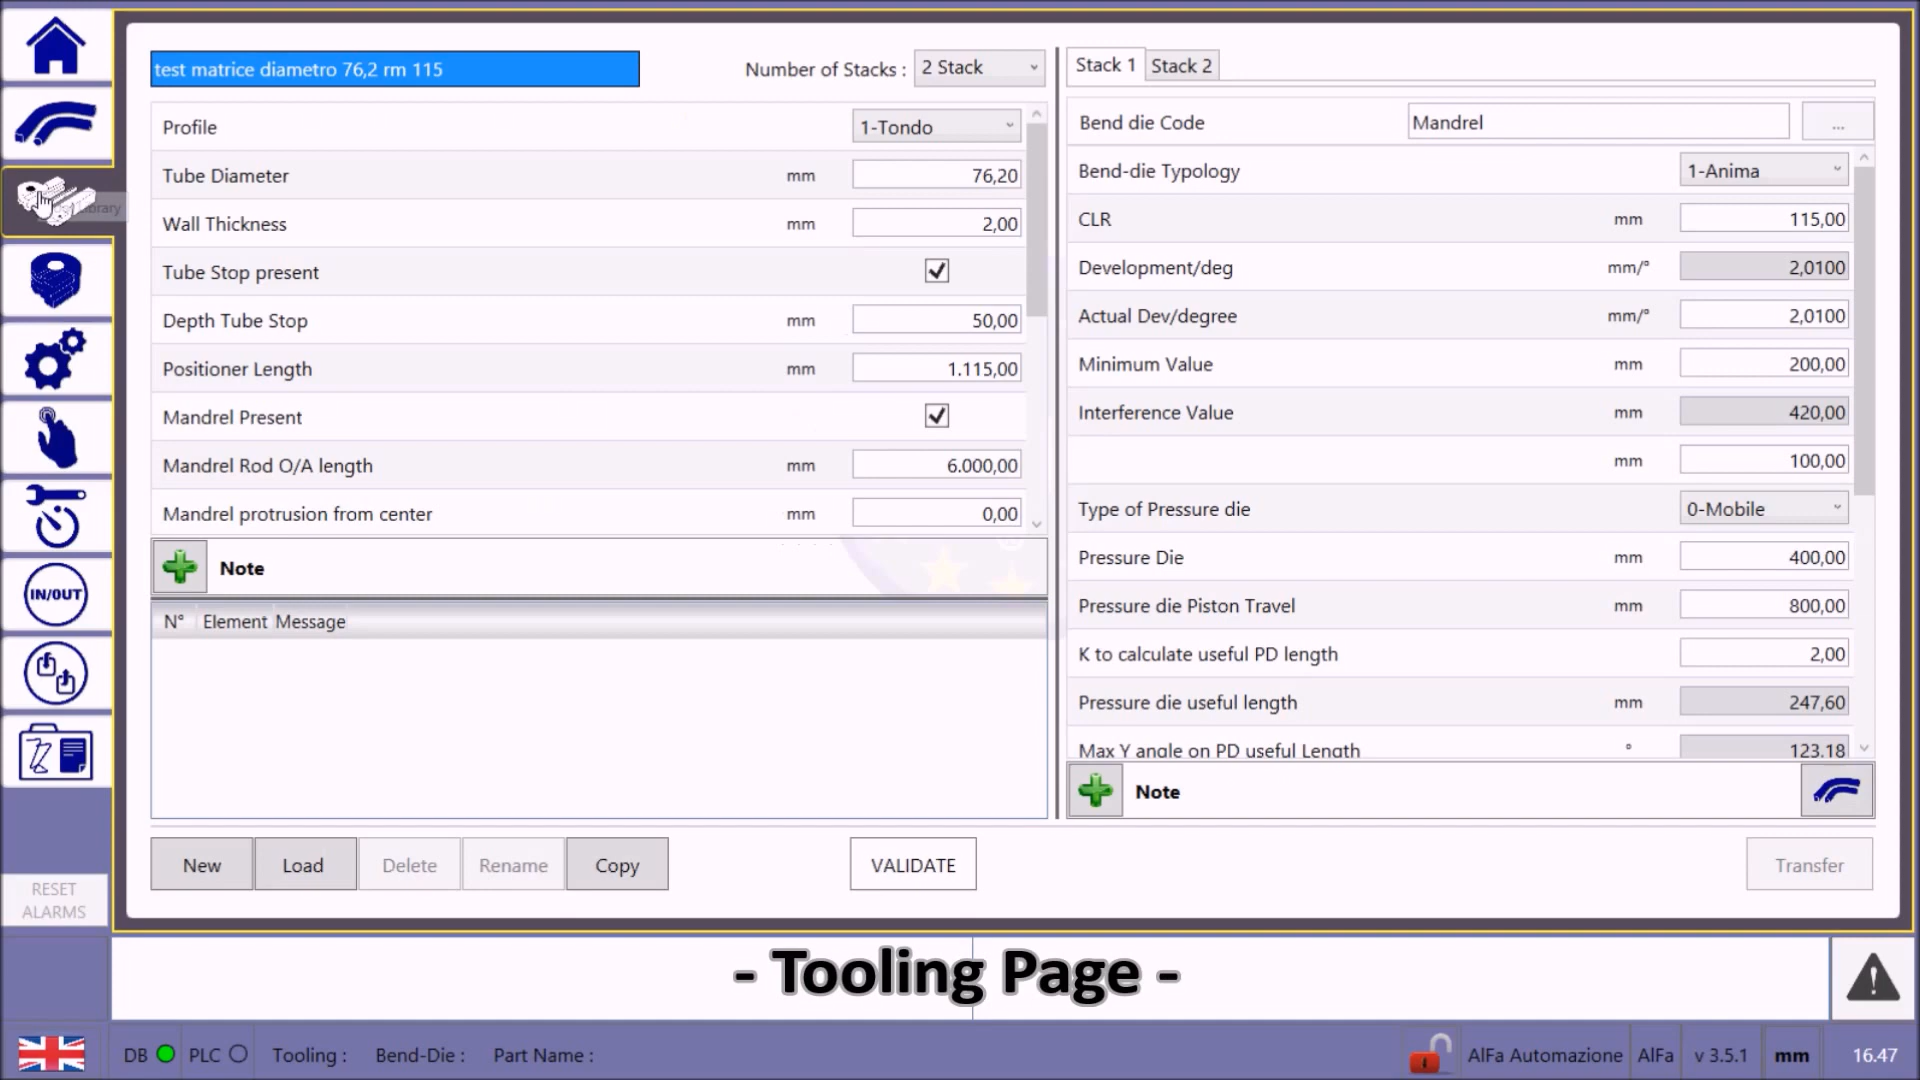 test matrice diametro 76,2 rm 115
Number of Stacks : 2 Stack
Profile 1-Tondo
Tube Diameter mm 76,20
Wall Thickness mm 2,00
Tube Stop present
Depth Tube Stop mm 50,00
Positioner Length mm 1.115,00
Mandrel Present
Mandrel Rod O/A length mm 6.000,00
Mandrel protrusion from center mm 0,00
Note
N° Element Message
Stack 1 Stack 2
Bend die Code Mandrel ...
Bend-die Typology 1-Anima
CLR mm 115,00
Development/deg mm/° 2,0100
Actual Dev/degree mm/° 2,0100
Minimum Value mm 200,00
Interference Value mm 420,00
mm 100,00
Type of Pressure die 0-Mobile
Pressure Die mm 400,00
Pressure die Piston Travel mm 800,00
K to calculate useful PD length 2,00
Pressure die useful length mm 247,60
Max Y angle on PD useful Length ° 123,18
Note
IN/OUT
New Load Delete Rename Copy VALIDATE Transfer
RESET
ALARMS
- Tooling Page -
DB PLC Tooling : Bend-Die : Part Name : AlFa Automazione AlFa v 3.5.1 mm 16.47